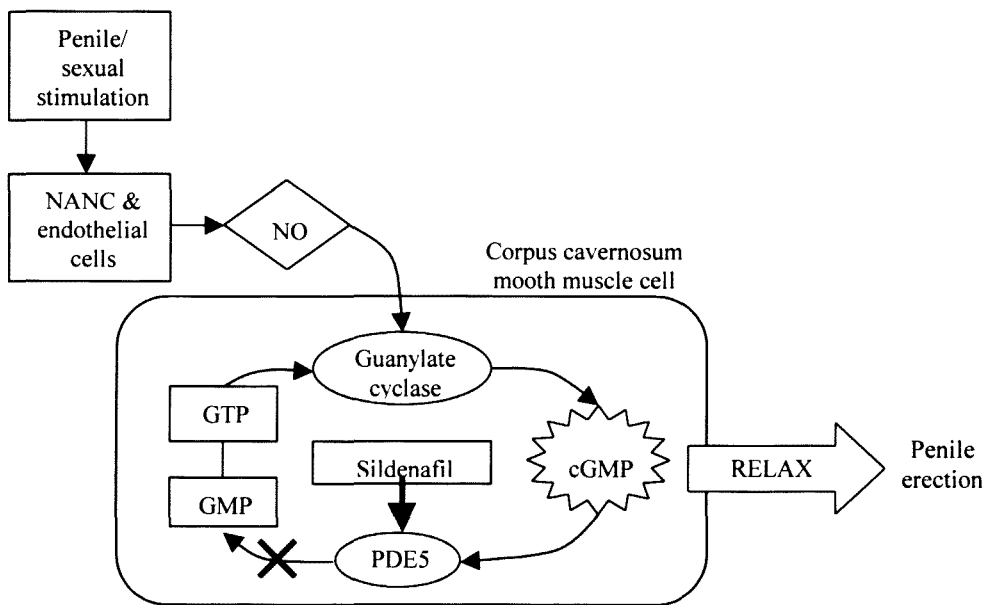 Penile/
sexual
stimulation
NANC &
endothelial
cells
NO
Corpus cavernosum
mooth muscle cell
Guanylate
cyclase
GTP
GMP
Sildenafil
PDE5
cGMP
RELAX
Penile
erection